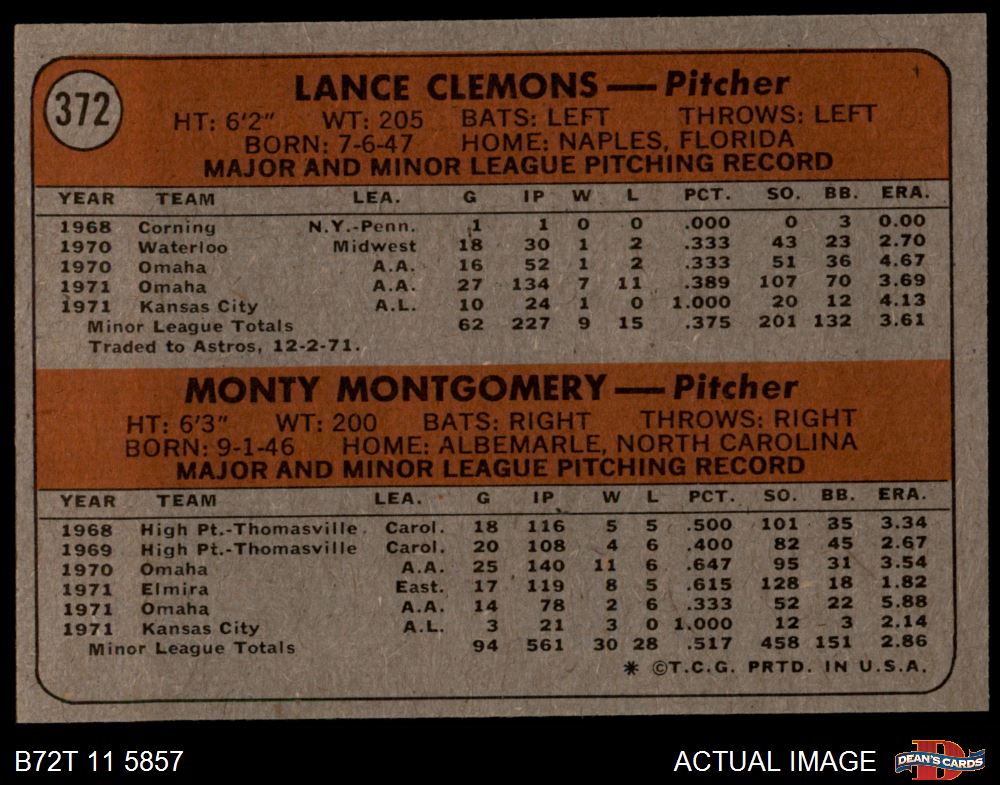 372
LANCE CLEMONS — Pitcher
HT: 6'2" WT: 205 BATS: LEFT THROWS: LEFT
BORN: 7-6-47 HOME: NAPLES, FLORIDA
MAJOR AND MINOR LEAGUE PITCHING RECORD
YEAR TEAM LEA. G IP W L PCT. SO. BB. ERA.
1968 Corning N.Y.-Penn. 1 1 0 0 .000 0 3 0.00
1970 Waterloo Midwest 18 30 1 2 .333 43 23 2.70
1970 Omaha A.A. 16 52 1 2 .333 51 36 4.67
1971 Omaha A.A. 27 134 7 11 .389 107 70 3.69
1971 Kansas City A.L. 10 24 1 0 1.000 20 12 4.13
Minor League Totals 62 227 9 15 .375 201 132 3.61
Traded to Astros, 12-2-71.
MONTY MONTGOMERY — Pitcher
HT: 6'3" WT: 200 BATS: RIGHT THROWS: RIGHT
BORN: 9-1-46 HOME: ALBEMARLE, NORTH CAROLINA
MAJOR AND MINOR LEAGUE PITCHING RECORD
YEAR TEAM LEA. G IP W L PCT. SO. BB. ERA.
1968 High Pt.-Thomasville Carol. 18 116 5 5 .500 101 35 3.34
1969 High Pt.-Thomasville Carol. 20 108 4 6 .400 82 45 2.67
1970 Omaha A.A. 25 140 11 6 .647 95 31 3.54
1971 Elmira East. 17 119 8 5 .615 128 18 1.82
1971 Omaha A.A. 14 78 2 6 .333 52 22 5.88
1971 Kansas City A.L. 3 21 3 0 1.000 12 3 2.14
Minor League Totals 94 561 30 28 .517 458 151 2.86
* ©T.C.G. PRTD. IN U.S.A.
B72T 11 5857
ACTUAL IMAGE
D
DEAN'S CARDS